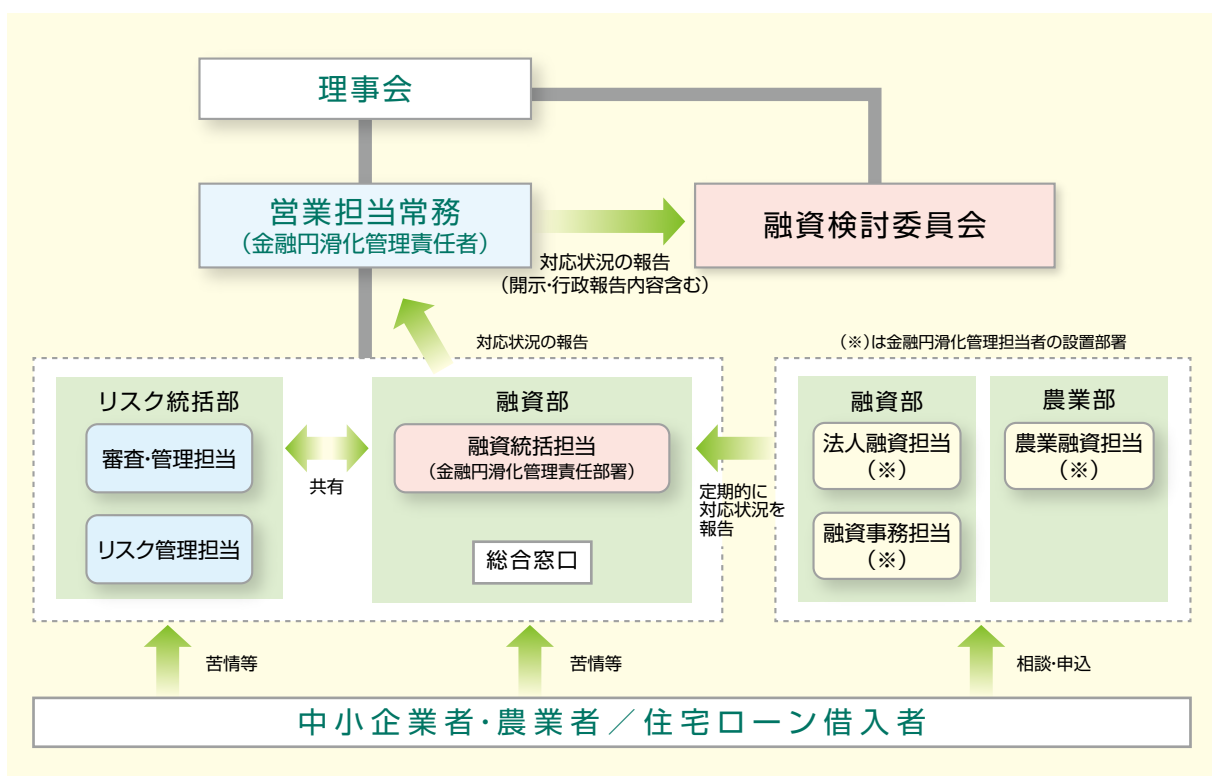 理事会
営業担当常務
（金融円滑化管理責任者）
融資検討委員会
対応状況の報告
（開示・行政報告内容含む）
対応状況の報告
（※）は金融円滑化管理担当者の設置部署
リスク統括部
審査・管理担当
リスク管理担当
共有
融資部
融資統括担当
（金融円滑化管理責任部署）
総合窓口
定期的に
対応状況を
報告
融資部
法人融資担当
（※）
融資事務担当
（※）
農業部
農業融資担当
（※）
苦情等
苦情等
相談・申込
中小企業者・農業者／住宅ローン借入者